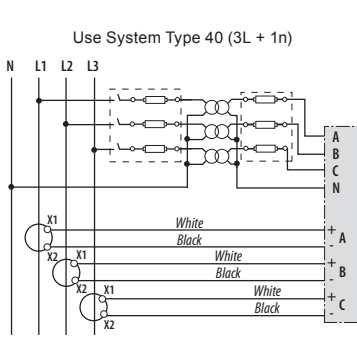 Use System Type 40 (3L + 1n)
N L1 L2 L3
A
B
C
N
X1 White + A
Black -
X2 X1 White + B
Black -
X2 X1 White + C
Black -
X2